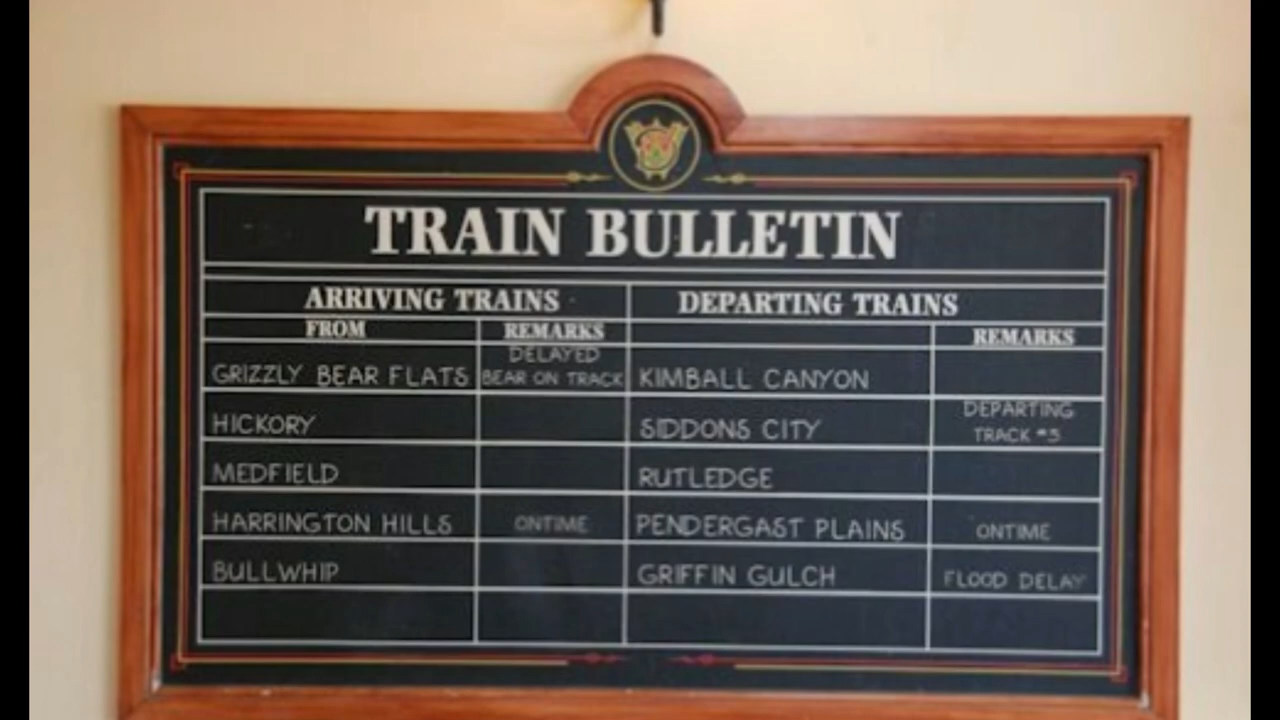 TRAIN BULLETIN
ARRIVING TRAINS DEPARTING TRAINS
FROM REMARKS REMARKS
DELAYED
GRIZZLY BEAR FLATS BEAR ON TRACK KIMBALL CANYON
HICKORY SIDDONS CITY DEPARTING
TRACK #3
MEDFIELD RUTLEDGE
HARRINGTON HILLS ONTIME PENDERGAST PLAINS ONTIME
BULLWHIP GRIFFIN GULCH FLOOD DELAY